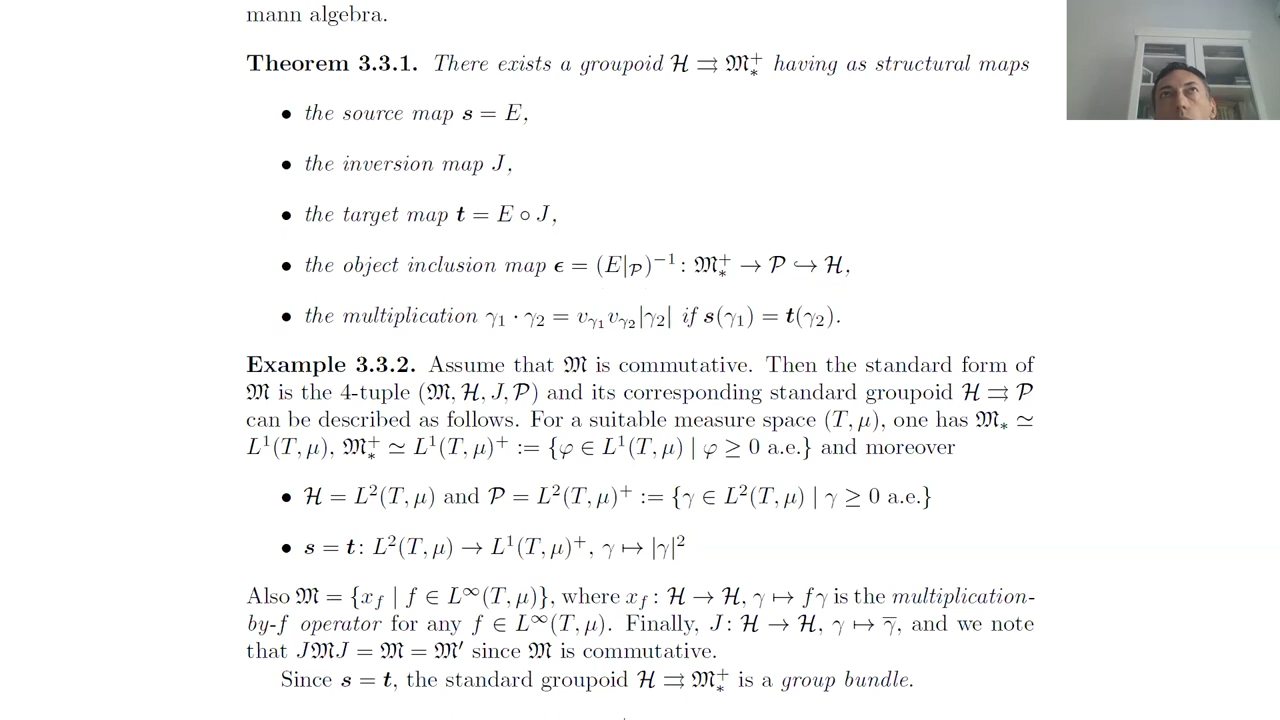 mann algebra.
Theorem 3.3.1. There exists a groupoid ℋ ⇉ 𝔐⁺_* having as structural maps
• the source map s = E,
• the inversion map J,
• the target map t = E ∘ J,
• the object inclusion map ϵ = (E|_𝒫)⁻¹ : 𝔐⁺_* → 𝒫 ↪ ℋ,
• the multiplication γ₁ · γ₂ = v_{γ₁} v_{γ₂} |γ₂| if s(γ₁) = t(γ₂).
Example 3.3.2. Assume that 𝔐 is commutative. Then the standard form of
𝔐 is the 4-tuple (𝔐, ℋ, J, 𝒫) and its corresponding standard groupoid ℋ ⇉ 𝒫
can be described as follows. For a suitable measure space (T, μ), one has 𝔐_* ≃
L¹(T, μ), 𝔐⁺_* ≃ L¹(T, μ)⁺ := {φ ∈ L¹(T, μ) | φ ≥ 0 a.e.} and moreover
• ℋ = L²(T, μ) and 𝒫 = L²(T, μ)⁺ := {γ ∈ L²(T, μ) | γ ≥ 0 a.e.}
• s = t : L²(T, μ) → L¹(T, μ)⁺, γ ↦ |γ|²
Also 𝔐 = {x_f | f ∈ L^∞(T, μ)}, where x_f : ℋ → ℋ, γ ↦ fγ is the multiplication-
by-f operator for any f ∈ L^∞(T, μ). Finally, J : ℋ → ℋ, γ ↦ γ̅, and we note
that J𝔐J = 𝔐 = 𝔐′ since 𝔐 is commutative.
Since s = t, the standard groupoid ℋ ⇉ 𝔐⁺_* is a group bundle.